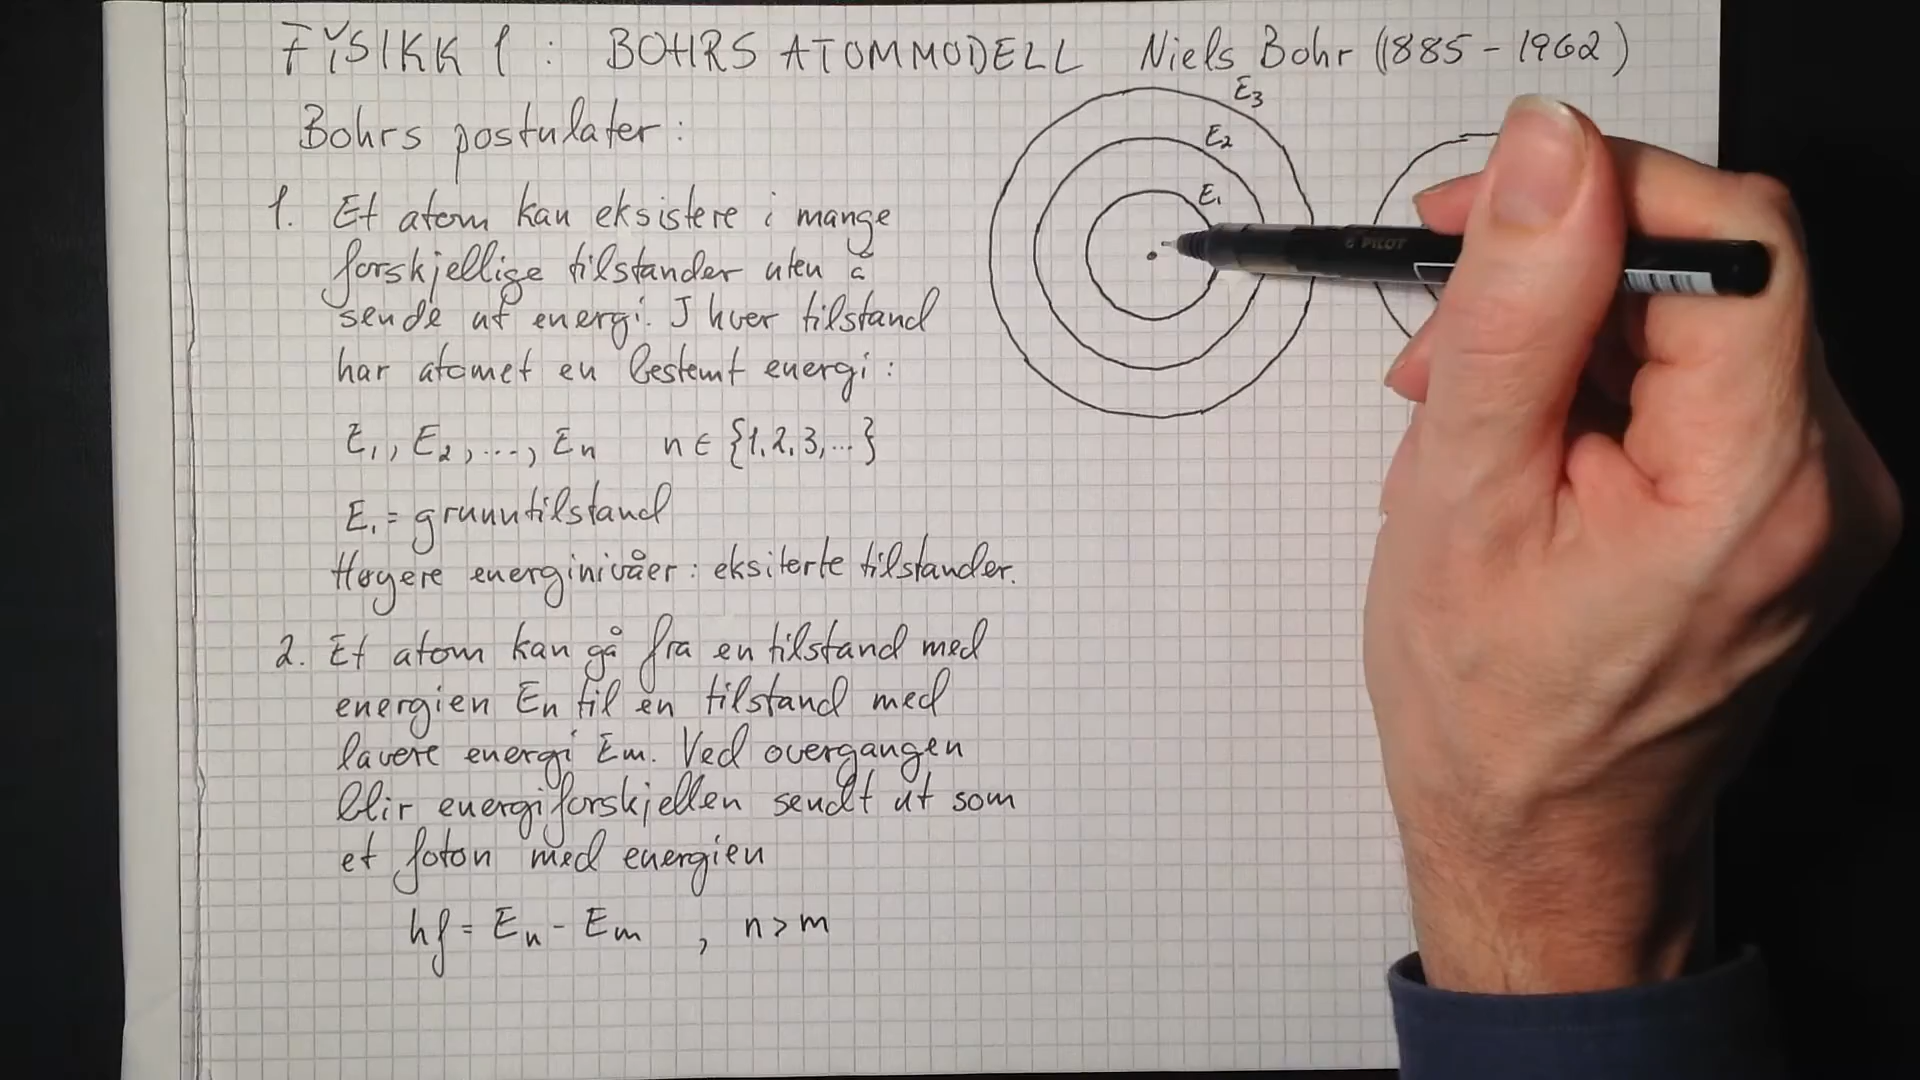 FYSIKK 1 : BOHRS ATOMMODELL Niels Bohr (1885 - 1962)
Bohrs postulater :
1. Et atom kan eksistere i mange
forskjellige tilstander uten å
sende ut energi. I hver tilstand
har atomet en bestemt energi :
E₁, E₂, ..., En n ∈ {1, 2, 3, ...}
E₁ = grunntilstand
Høyere energinivåer : eksiterte tilstander.
2. Et atom kan gå fra en tilstand med
energien En til en tilstand med
lavere energi Em. Ved overgangen
blir energiforskjellen sendt ut som
et foton med energien
hf = En - Em , n > m
E₃
E₂
E₁
PILOT